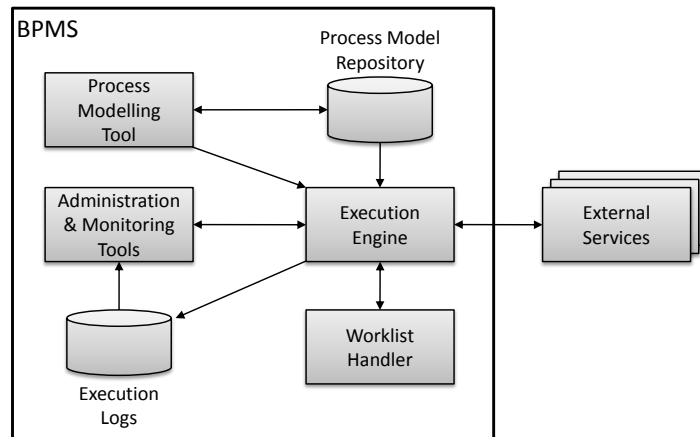 BPMS
Process Model
Repository
Process
Modelling
Tool
Administration
& Monitoring
Tools
Execution
Engine
External
Services
Worklist
Handler
Execution
Logs